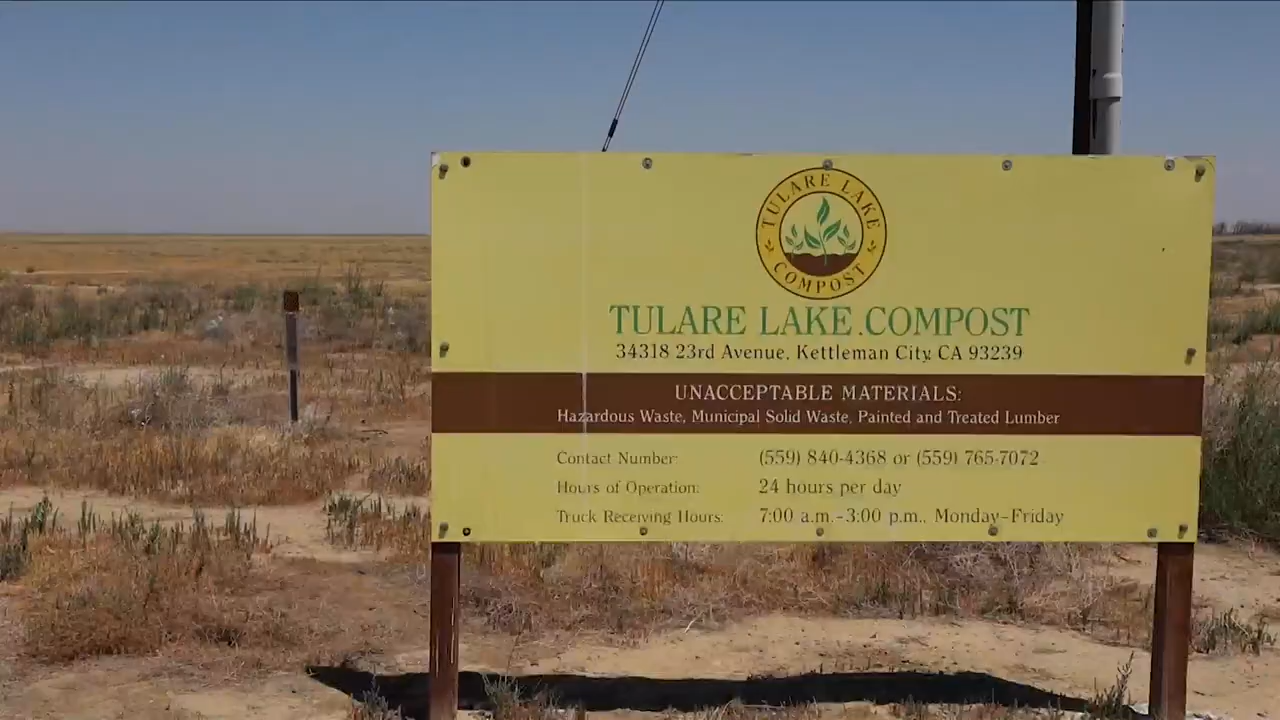 TULARE LAKE
COMPOST
TULARE LAKE COMPOST
34318 23rd Avenue, Kettleman City, CA 93239
UNACCEPTABLE MATERIALS:
Hazardous Waste, Municipal Solid Waste, Painted and Treated Lumber
Contact Number: (559) 840-4368 or (559) 765-7072
Hours of Operation: 24 hours per day
Truck Receiving Hours: 7:00 a.m.-3:00 p.m., Monday-Friday